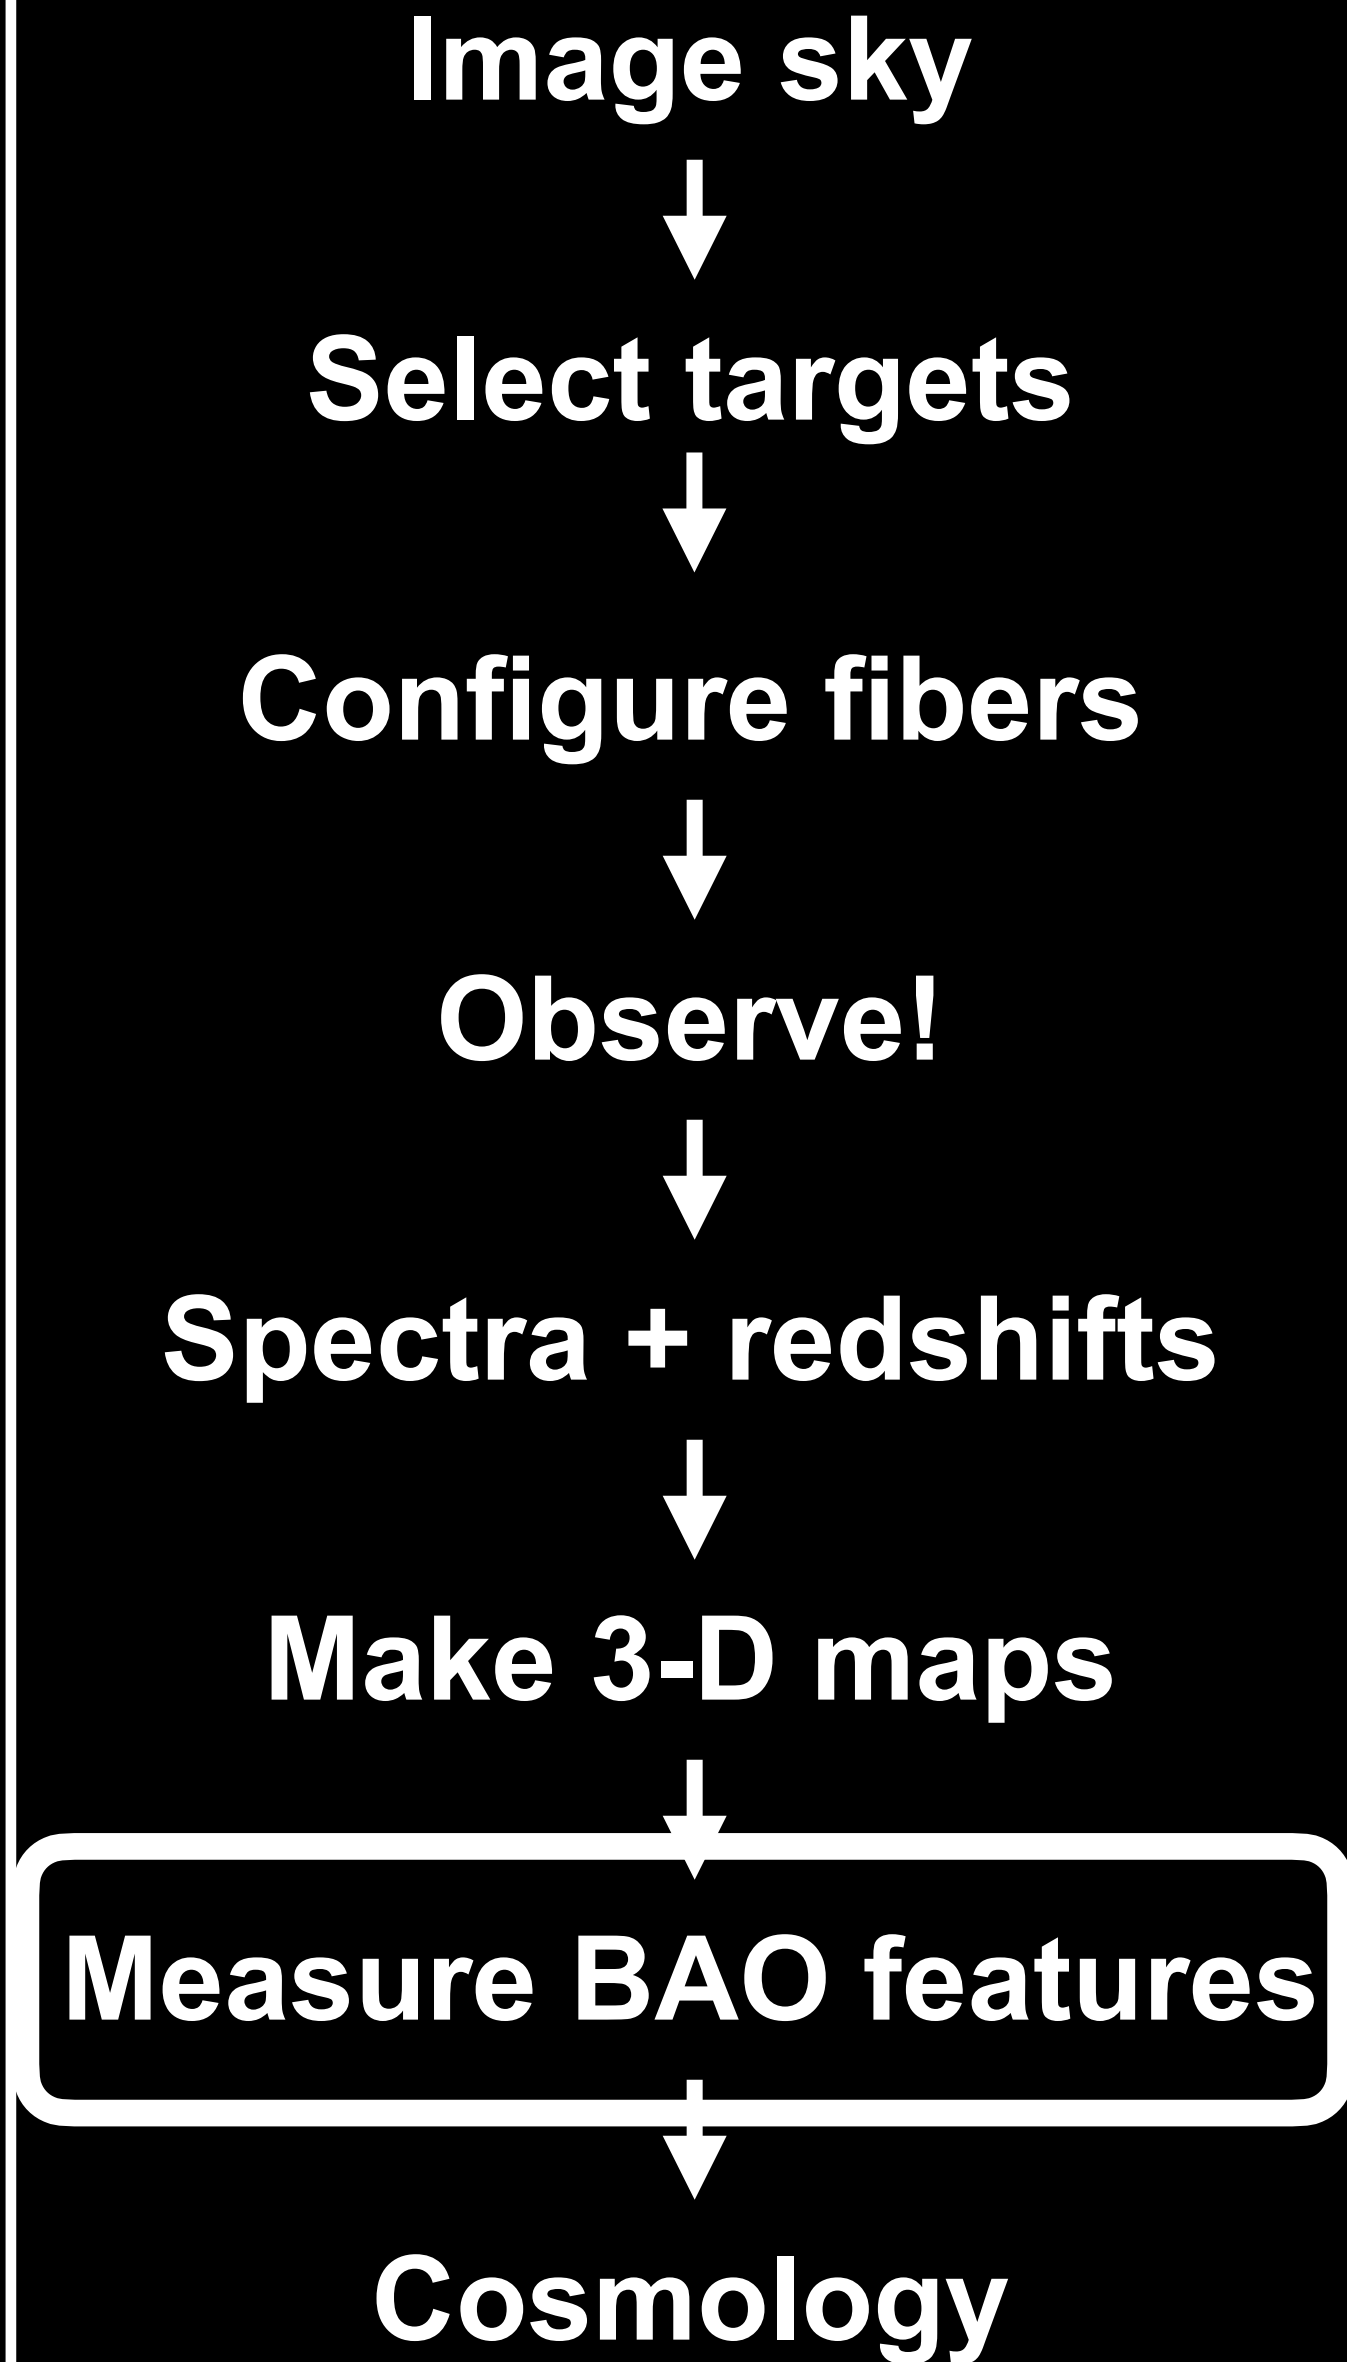 Image sky
Select targets
Configure fibers
Observe!
Spectra + redshifts
Make 3-D maps
Measure BAO features
Cosmology